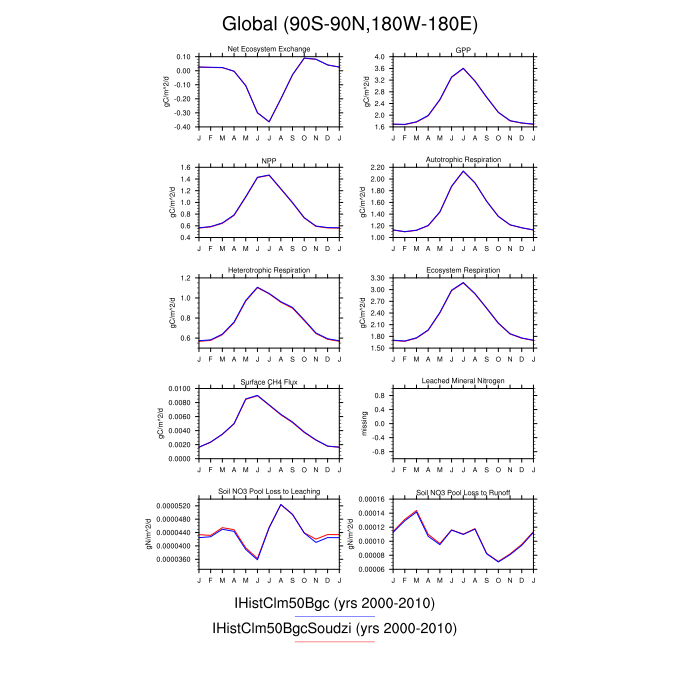 Global (90S-90N,180W-180E)
Net Ecosystem Exchange
gC/m^2/d
0.10
0.00
-0.10
-0.20
-0.30
-0.40
J F M A M J J A S O N D J
GPP
gC/m^2/d
4.0
3.6
3.2
2.8
2.4
2.0
1.6
J F M A M J J A S O N D J
NPP
gC/m^2/d
1.6
1.4
1.2
1.0
0.8
0.6
0.4
J F M A M J J A S O N D J
Autotrophic Respiration
gC/m^2/d
2.20
2.00
1.80
1.60
1.40
1.20
1.00
J F M A M J J A S O N D J
Heterotrophic Respiration
gC/m^2/d
1.2
1.0
0.8
0.6
J F M A M J J A S O N D J
Ecosystem Respiration
gC/m^2/d
3.30
3.00
2.70
2.40
2.10
1.80
1.50
J F M A M J J A S O N D J
Surface CH4 Flux
gC/m^2/d
0.0100
0.0080
0.0060
0.0040
0.0020
0.0000
J F M A M J J A S O N D J
Leached Mineral Nitrogen
missing
0.8
0.4
0.0
-0.4
-0.8
J F M A M J J A S O N D J
Soil NO3 Pool Loss to Leaching
gN/m^2/d
0.0000520
0.0000480
0.0000440
0.0000400
0.0000360
J F M A M J J A S O N D J
Soil NO3 Pool Loss to Runoff
gN/m^2/d
0.00016
0.00014
0.00012
0.00010
0.00008
0.00006
J F M A M J J A S O N D J
IHistClm50Bgc (yrs 2000-2010)
IHistClm50BgcSoudzi (yrs 2000-2010)